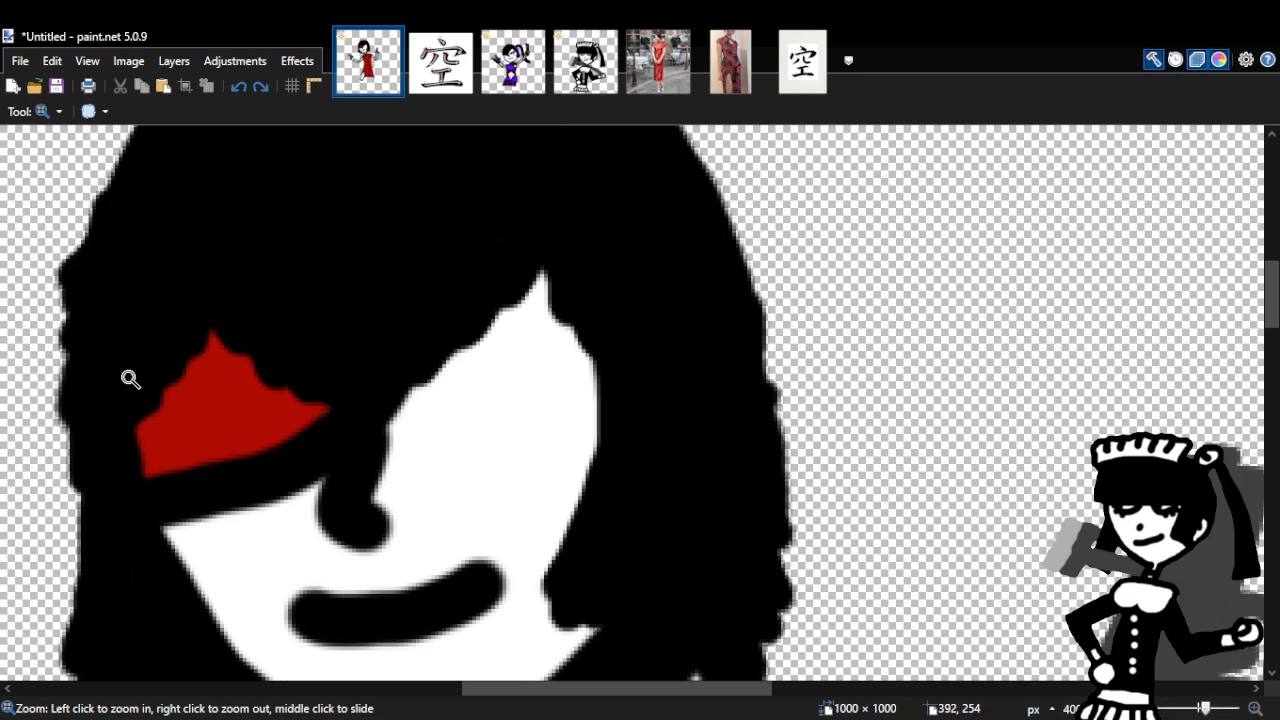 *Untitled - paint.net 5.0.9
File Edit View Image Layers Adjustments Effects
空
空
Tool:
Zoom: Left click to zoom in, right click to zoom out, middle click to slide
1000 × 1000
392, 254
px